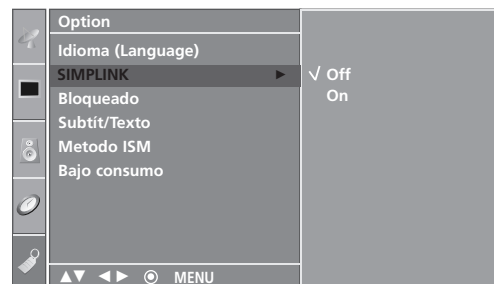 Option
Idioma (Language)
SIMPLINK ►
√ Off
On
Bloqueado
Subtít/Texto
Metodo ISM
Bajo consumo
▲▼ ◄► ⦿ MENU